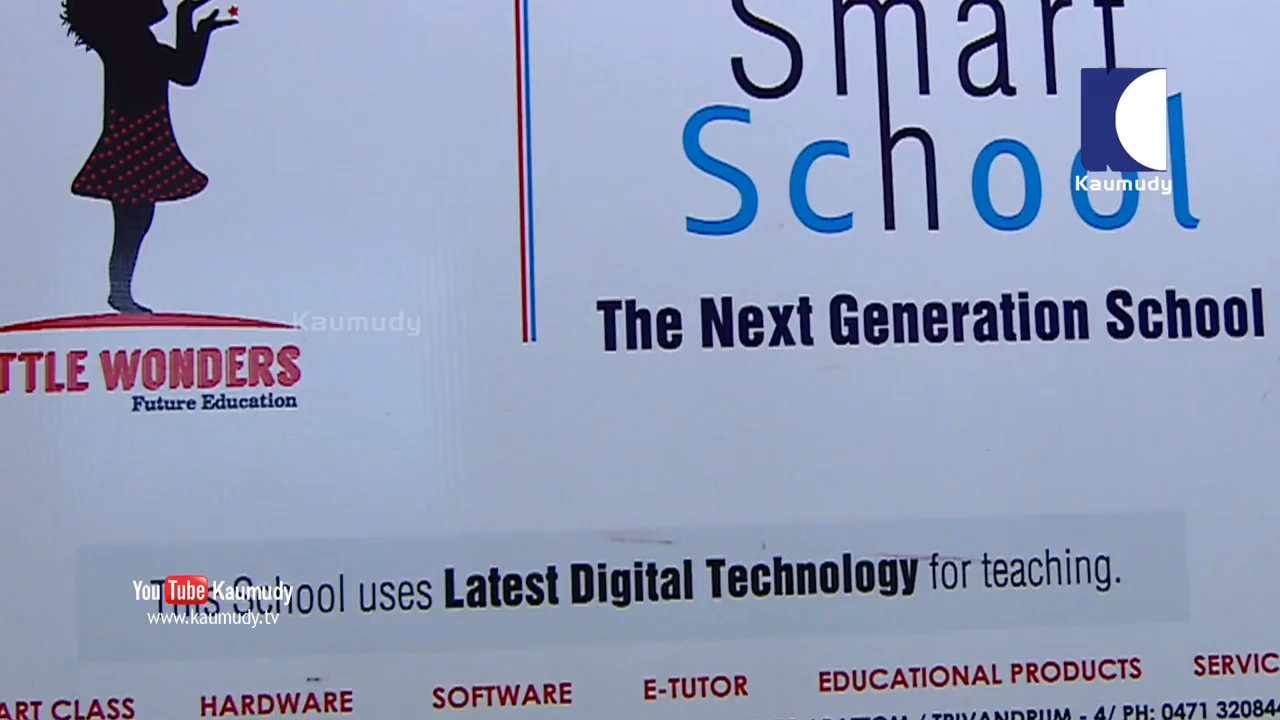 Smart
School
Kaumudy
The Next Generation School
Kaumudy
TTLE WONDERS
Future Education
This School uses Latest Digital Technology for teaching.
YouTube Kaumudy
www.kaumudy.tv
ART CLASS HARDWARE SOFTWARE E-TUTOR EDUCATIONAL PRODUCTS SERVIC
/ TRIVANDRUM - 4/ PH: 0471 32084